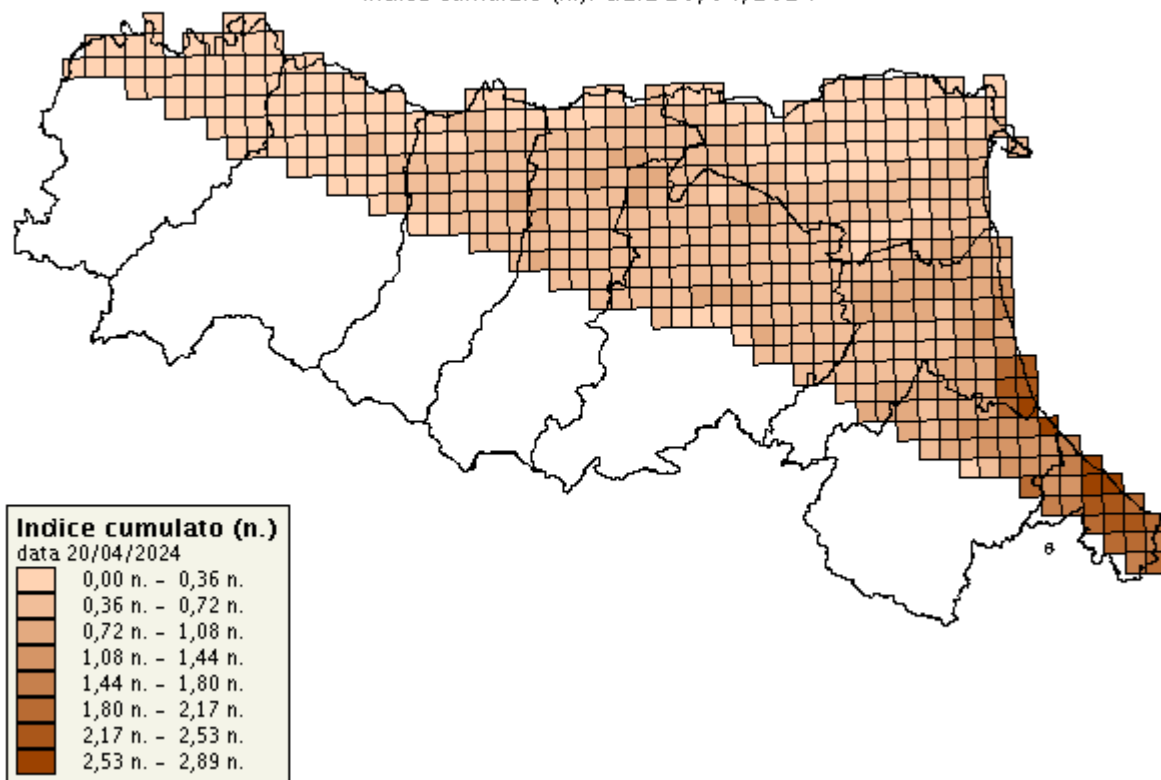 Indice cumulato (n.)
data 20/04/2024
0,00 n. - 0,36 n.
0,36 n. - 0,72 n.
0,72 n. - 1,08 n.
1,08 n. - 1,44 n.
1,44 n. - 1,80 n.
1,80 n. - 2,17 n.
2,17 n. - 2,53 n.
2,53 n. - 2,89 n.